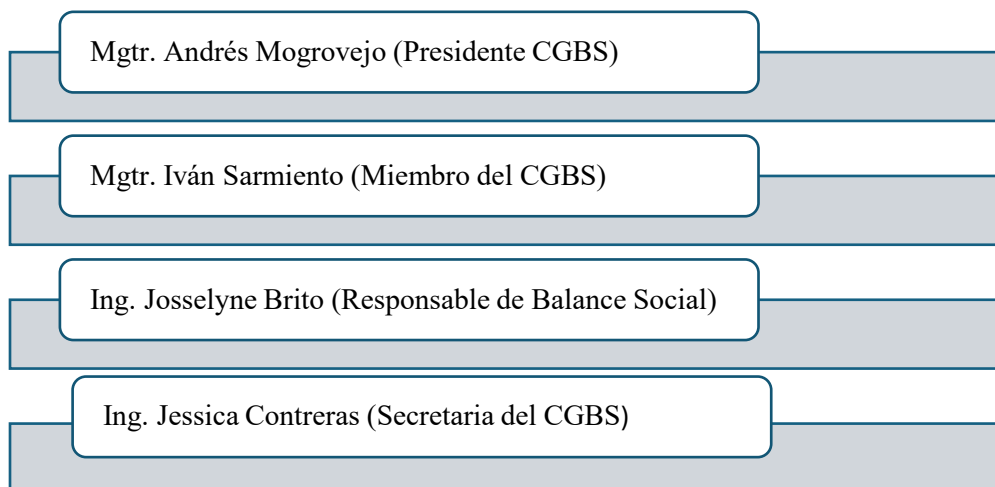 Mgtr. Andrés Mogrovejo (Presidente CGBS)
Mgtr. Iván Sarmiento (Miembro del CGBS)
Ing. Josselyne Brito (Responsable de Balance Social)
Ing. Jessica Contreras (Secretaria del CGBS)